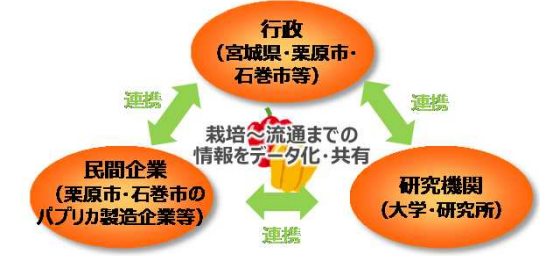 行政
(宮城県・栗原市・
石巻市等)
連携
連携
栽培～流通までの
情報をデータ化・共有
民間企業
(栗原市・石巻市の
パプリカ製造企業等)
研究機関
(大学・研究所)
連携